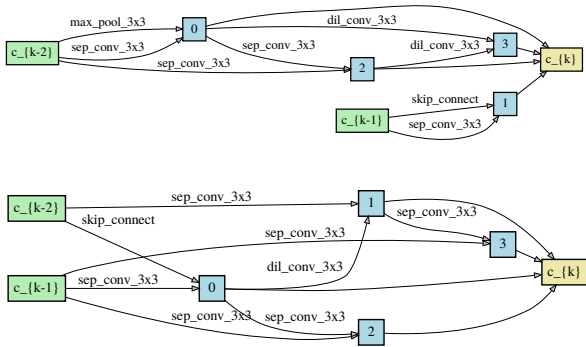 max_pool_3x3
0
dil_conv_3x3
c_{k-2}
sep_conv_3x3
sep_conv_3x3
dil_conv_3x3
3
sep_conv_3x3
2
c_{k}
skip_connect
1
c_{k-1}
sep_conv_3x3
c_{k-2}
sep_conv_3x3
1
skip_connect
sep_conv_3x3
sep_conv_3x3
3
c_{k-1}
sep_conv_3x3
0
dil_conv_3x3
c_{k}
sep_conv_3x3
sep_conv_3x3
2